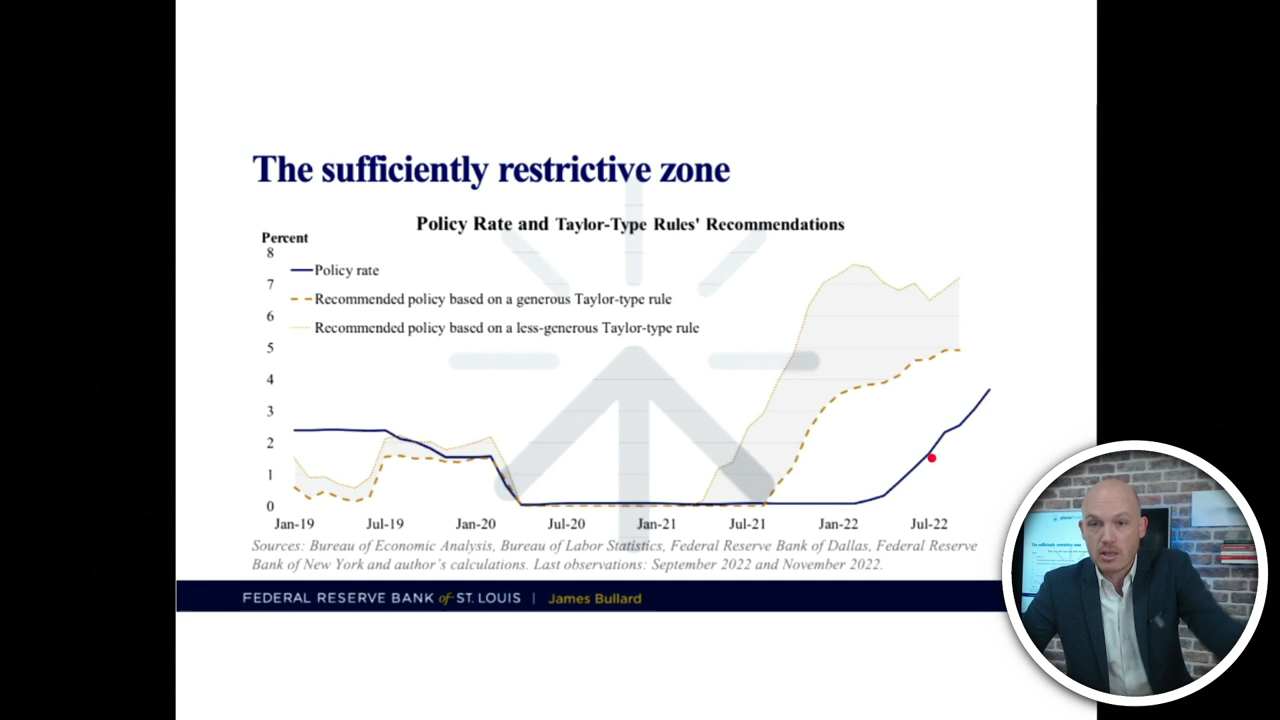 The sufficiently restrictive zone
Policy Rate and Taylor-Type Rules' Recommendations
Percent
8
7
6
5
4
3
2
1
0
Policy rate
Recommended policy based on a generous Taylor-type rule
Recommended policy based on a less-generous Taylor-type rule
Jan-19 Jul-19 Jan-20 Jul-20 Jan-21 Jul-21 Jan-22 Jul-22
Sources: Bureau of Economic Analysis, Bureau of Labor Statistics, Federal Reserve Bank of Dallas, Federal Reserve
Bank of New York and author's calculations. Last observations: September 2022 and November 2022.
FEDERAL RESERVE BANK of ST. LOUIS | James Bullard